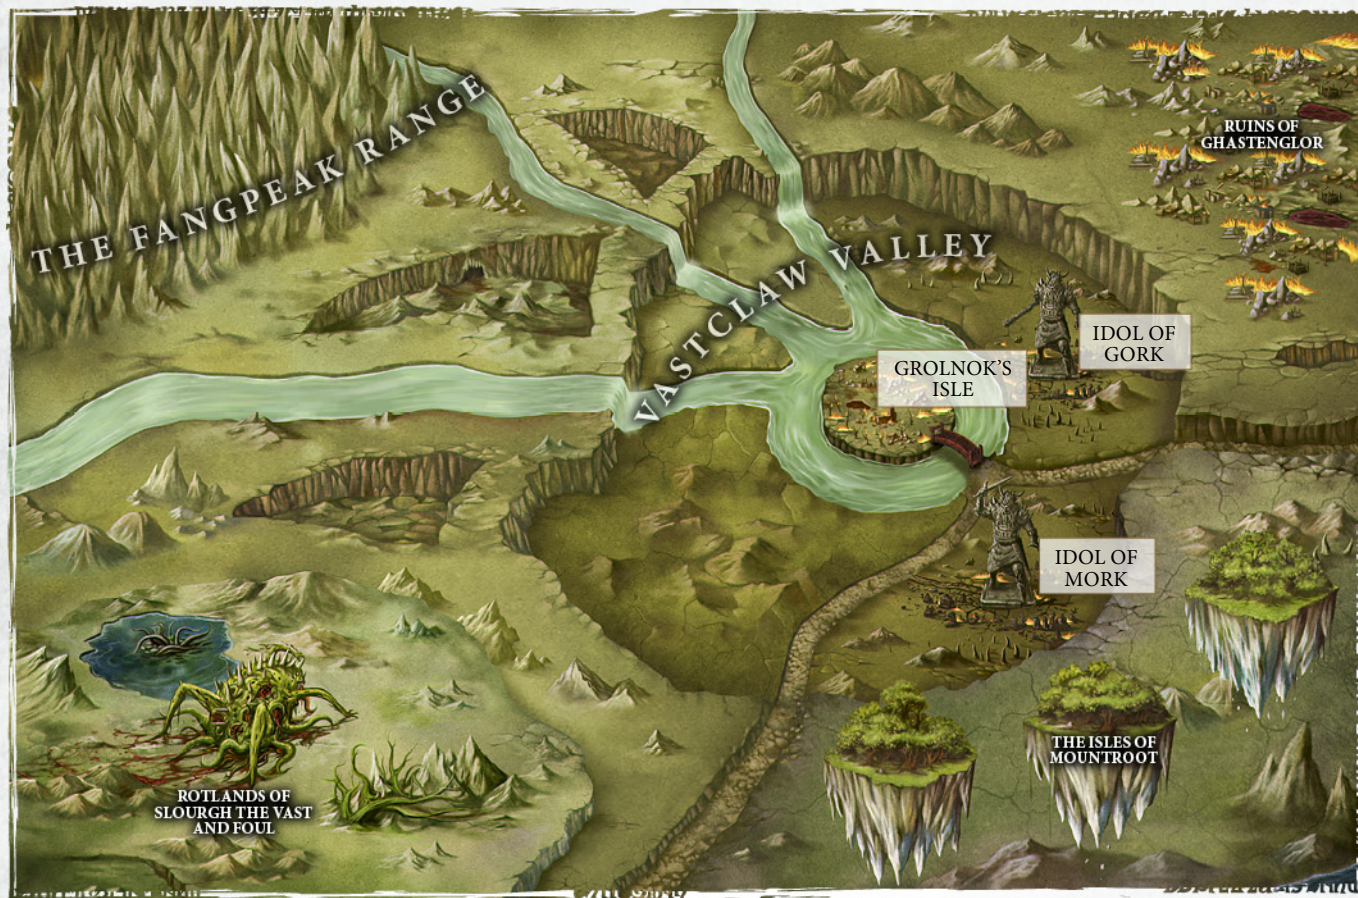 THE FANGPEAK RANGE
RUINS OF
GHASTENGLOR
VASTCLAW VALLEY
IDOL OF
GORK
GROLNOK'S
ISLE
IDOL OF
MORK
THE ISLES OF
MOUNTROOT
ROTLANDS OF
SLOURGH THE VAST
AND FOUL